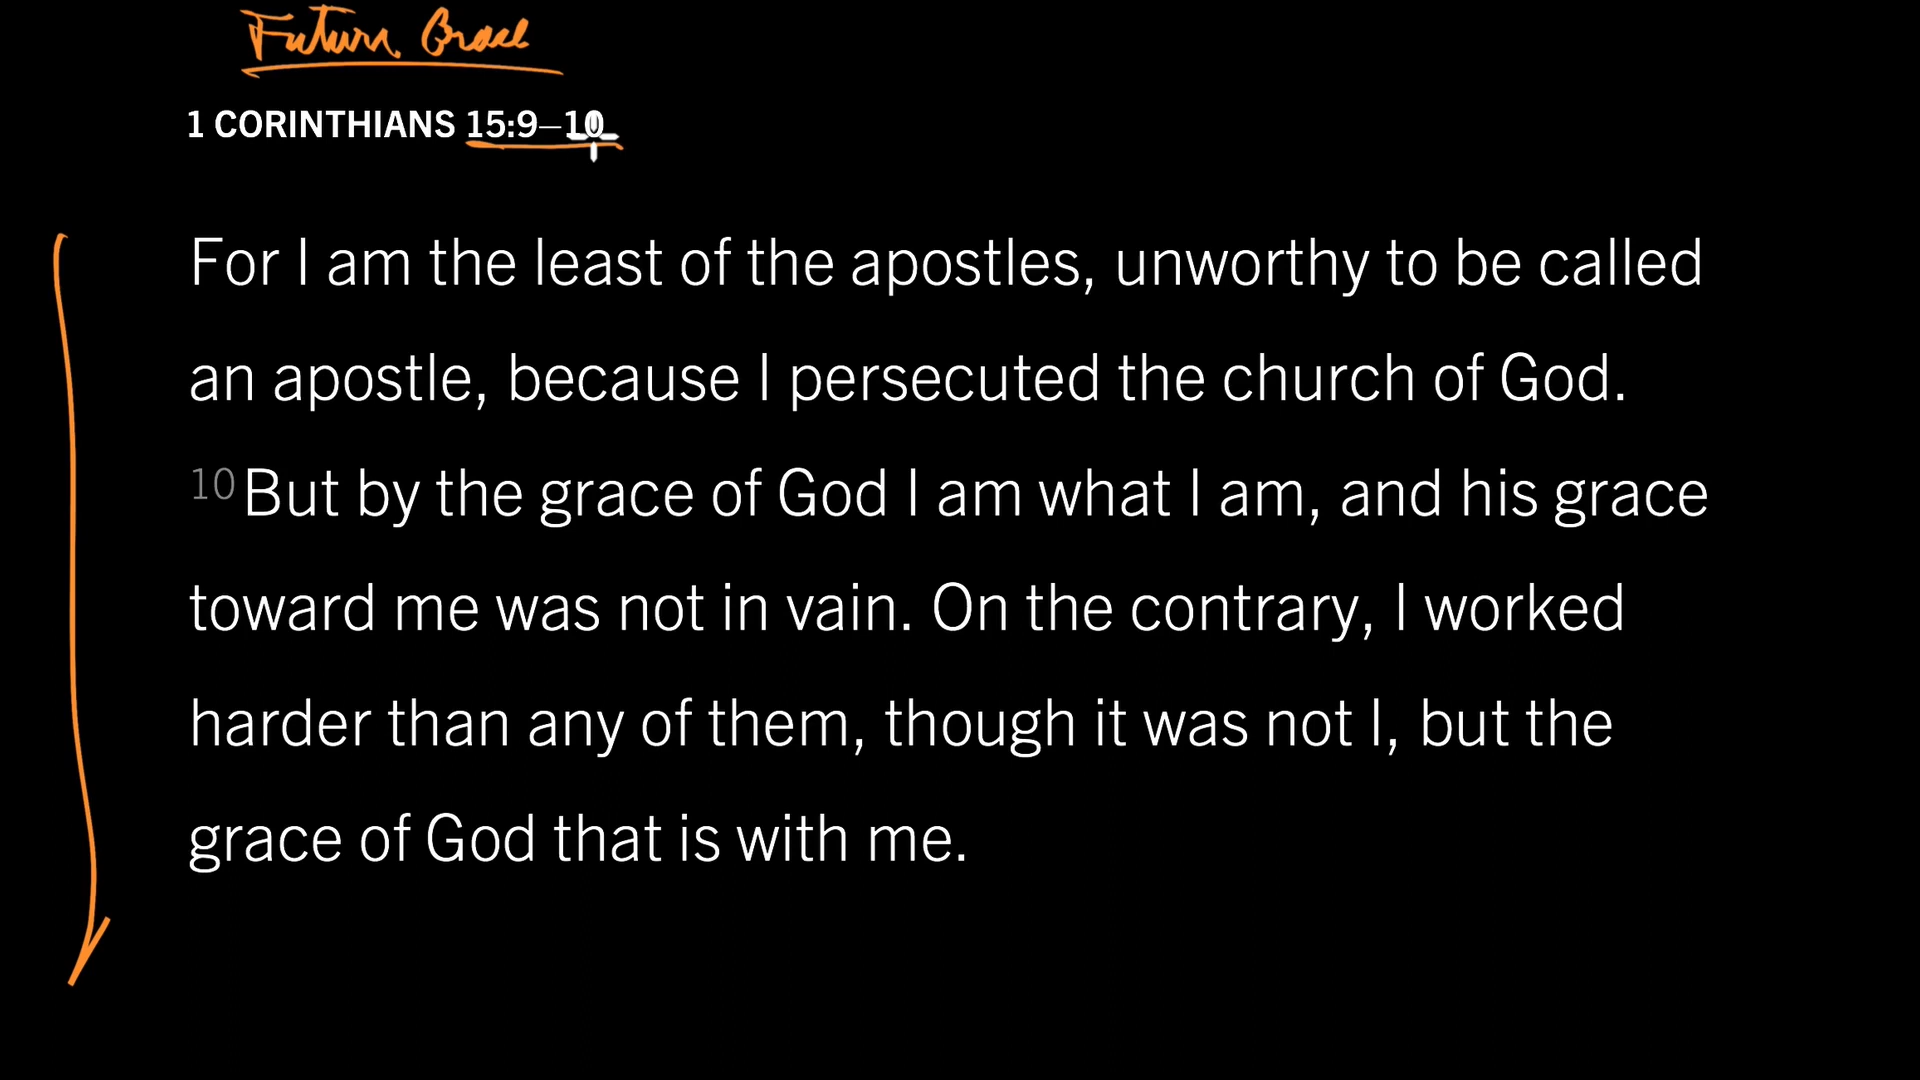 Future Grace
1 CORINTHIANS 15:9–10
For I am the least of the apostles, unworthy to be called
an apostle, because I persecuted the church of God.
10 But by the grace of God I am what I am, and his grace
toward me was not in vain. On the contrary, I worked
harder than any of them, though it was not I, but the
grace of God that is with me.